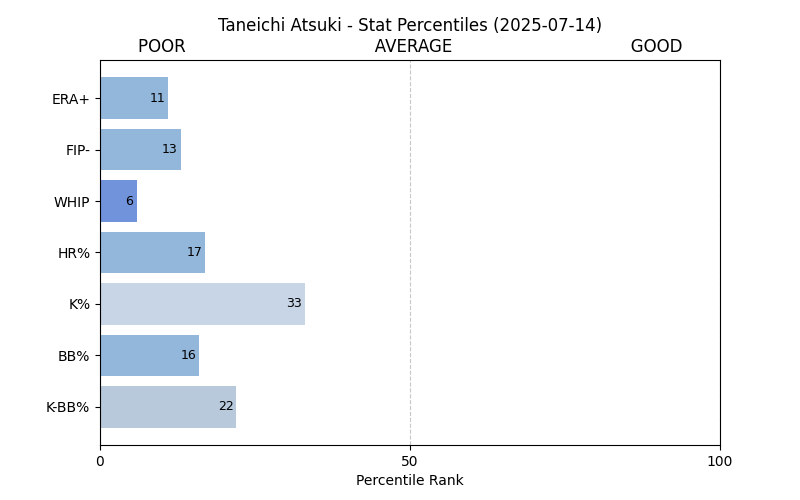 Taneichi Atsuki - Stat Percentiles (2025-07-14)
POOR AVERAGE GOOD
ERA+ 11
FIP- 13
WHIP 6
HR% 17
K% 33
BB% 16
K-BB% 22
0 50 100
Percentile Rank